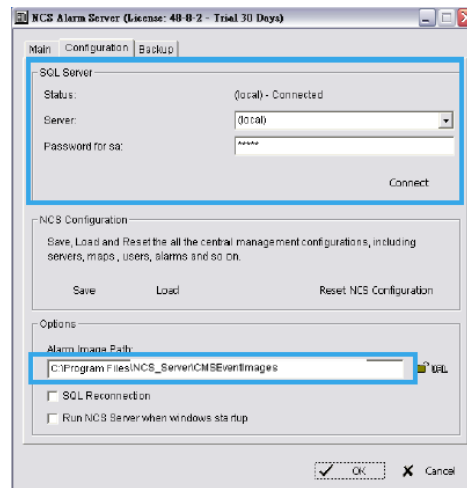 NCS Alarm Server (License: 48-8-2 - Trial 30 Days)
Main Configuration Backup
SQL Server
Status: (local) - Connected
Server: (local)
Password for sa: *****
Connect
NCS Configuration
Save, Load and Reset the all the central management configurations, including
servers, maps , users, alarms and so on.
Save Load Reset NCS Configuration
Options
Alarm Image Path:
C:\Program Files\NCS_Server\CMSEventImages
SQL Reconnection
Run NCS Server when windows startup
OK Cancel